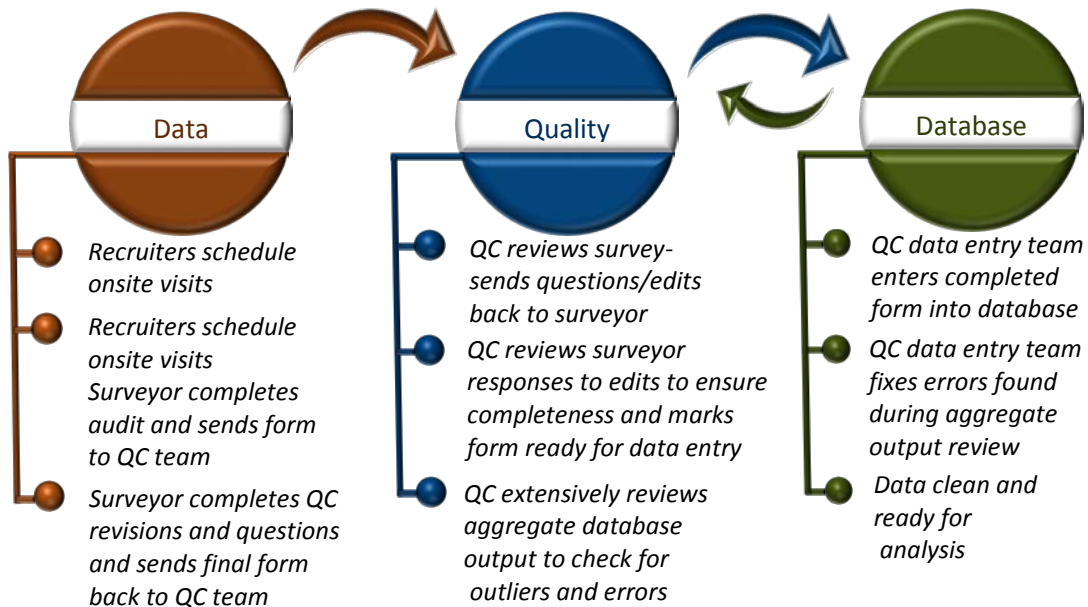 Data
Recruiters schedule
onsite visits
Recruiters schedule
onsite visits
Surveyor completes
audit and sends form
to QC team
Surveyor completes QC
revisions and questions
and sends final form
back to QC team
Quality
QC reviews survey-
sends questions/edits
back to surveyor
QC reviews surveyor
responses to edits to ensure
completeness and marks
form ready for data entry
QC extensively reviews
aggregate database
output to check for
outliers and errors
Database
QC data entry team
enters completed
form into database
QC data entry team
fixes errors found
during aggregate
output review
Data clean and
ready for
analysis